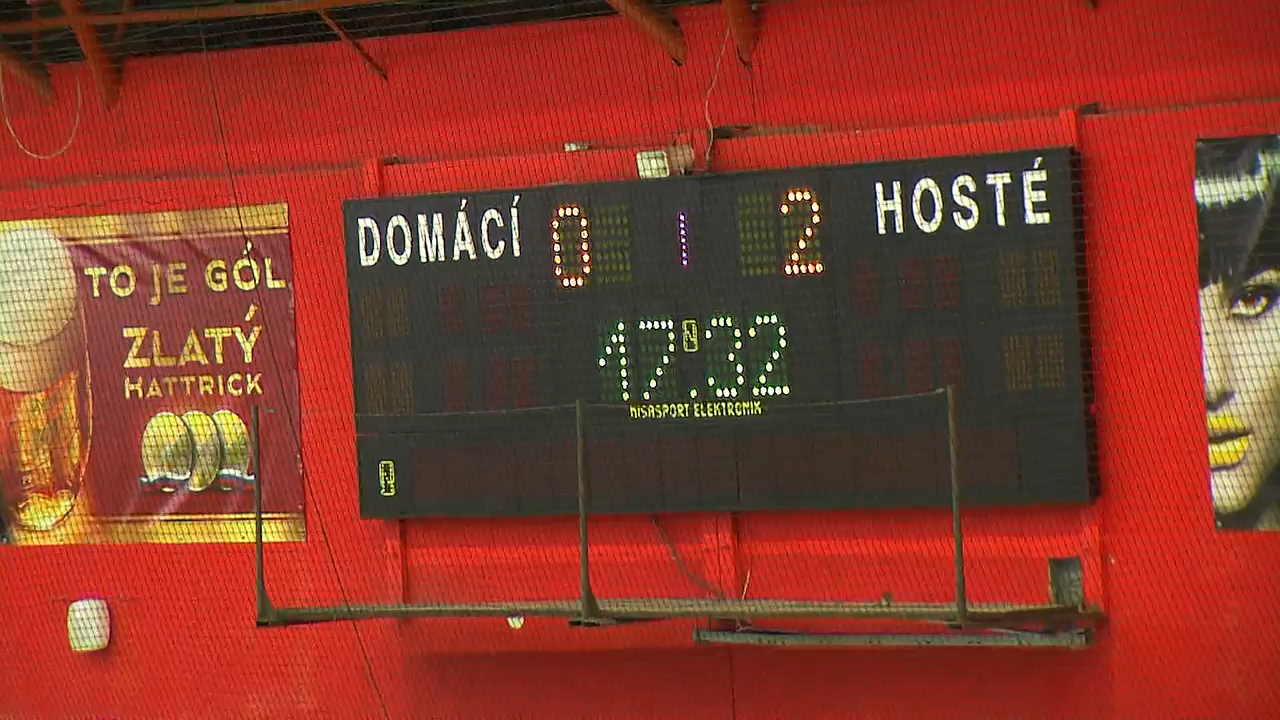 DOMÁCÍ 0 1 2 HOSTÉ
17:32
NISASPORT ELEKTRONIK
TO JE GÓL
ZLATÝ
HATTRICK